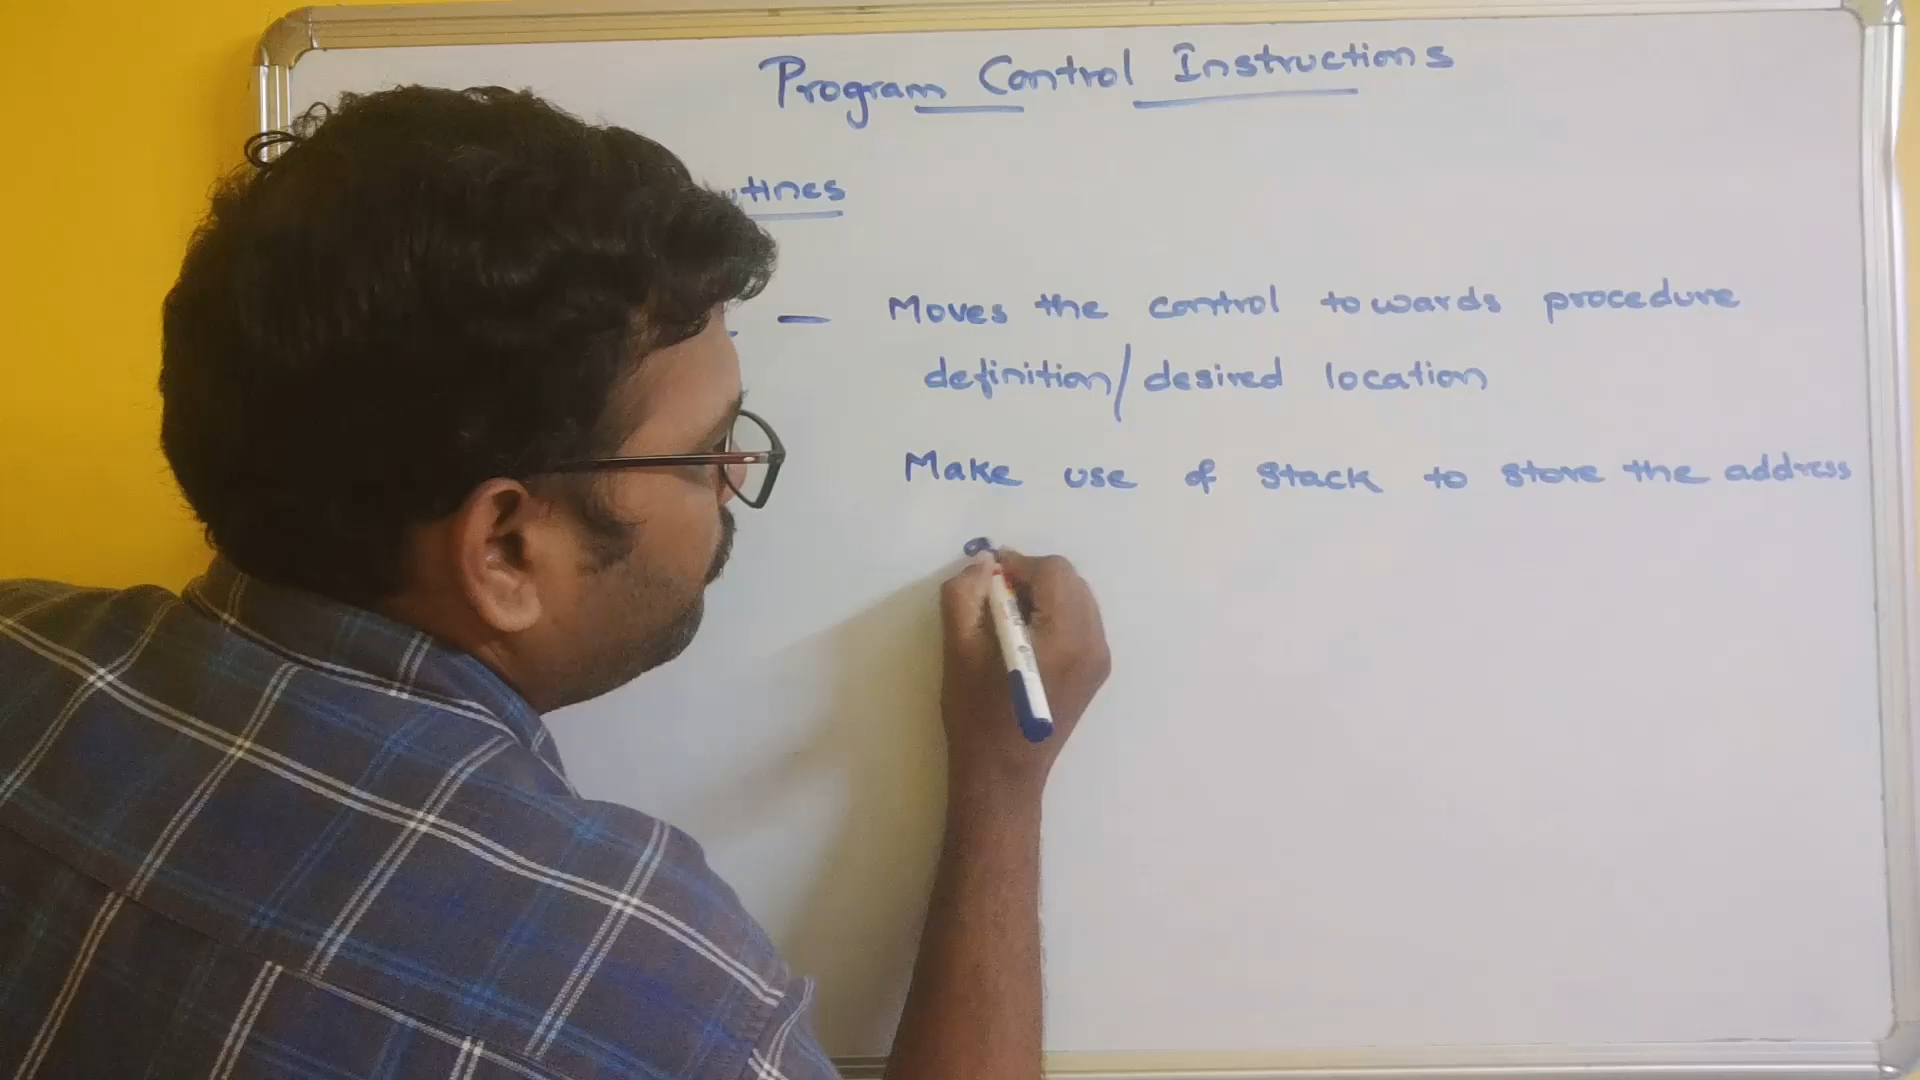 Program Control Instructions
— Moves the control towards procedure
definition/desired location
Make use of stack to store the address